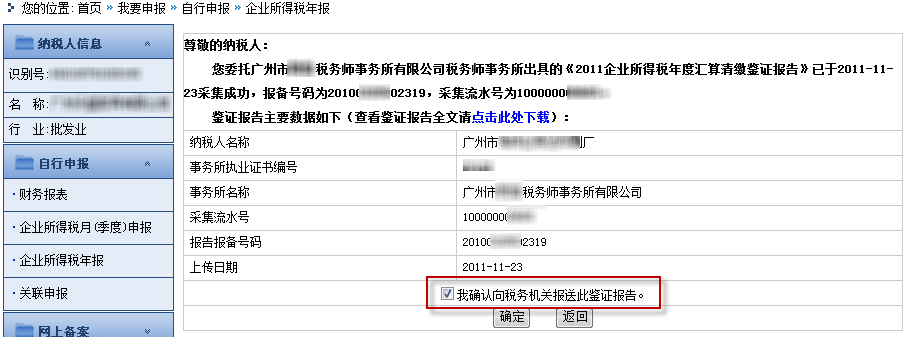 您的位置: 首页 » 我要申报 » 自行申报 » 企业所得税年报
纳税人信息
识别号:
名 称:
行 业:批发业
自行申报
· 财务报表
· 企业所得税月(季度)申报
· 企业所得税年报
· 关联申报
网上备案
尊敬的纳税人：
您委托广州市 税务师事务所有限公司税务师事务所出具的《2011企业所得税年度汇算清缴鉴证报告》已于2011-11-
23采集成功，报备号码为20100 02319，采集流水号为10000000
鉴证报告主要数据如下（查看鉴证报告全文请点击此处下载）：
纳税人名称 广州市 厂
事务所执业证书编号
事务所名称 广州市 税务师事务所有限公司
采集流水号 10000000
报告报备号码 20100 02319
上传日期 2011-11-23
我确认向税务机关报送此鉴证报告。
确定 返回